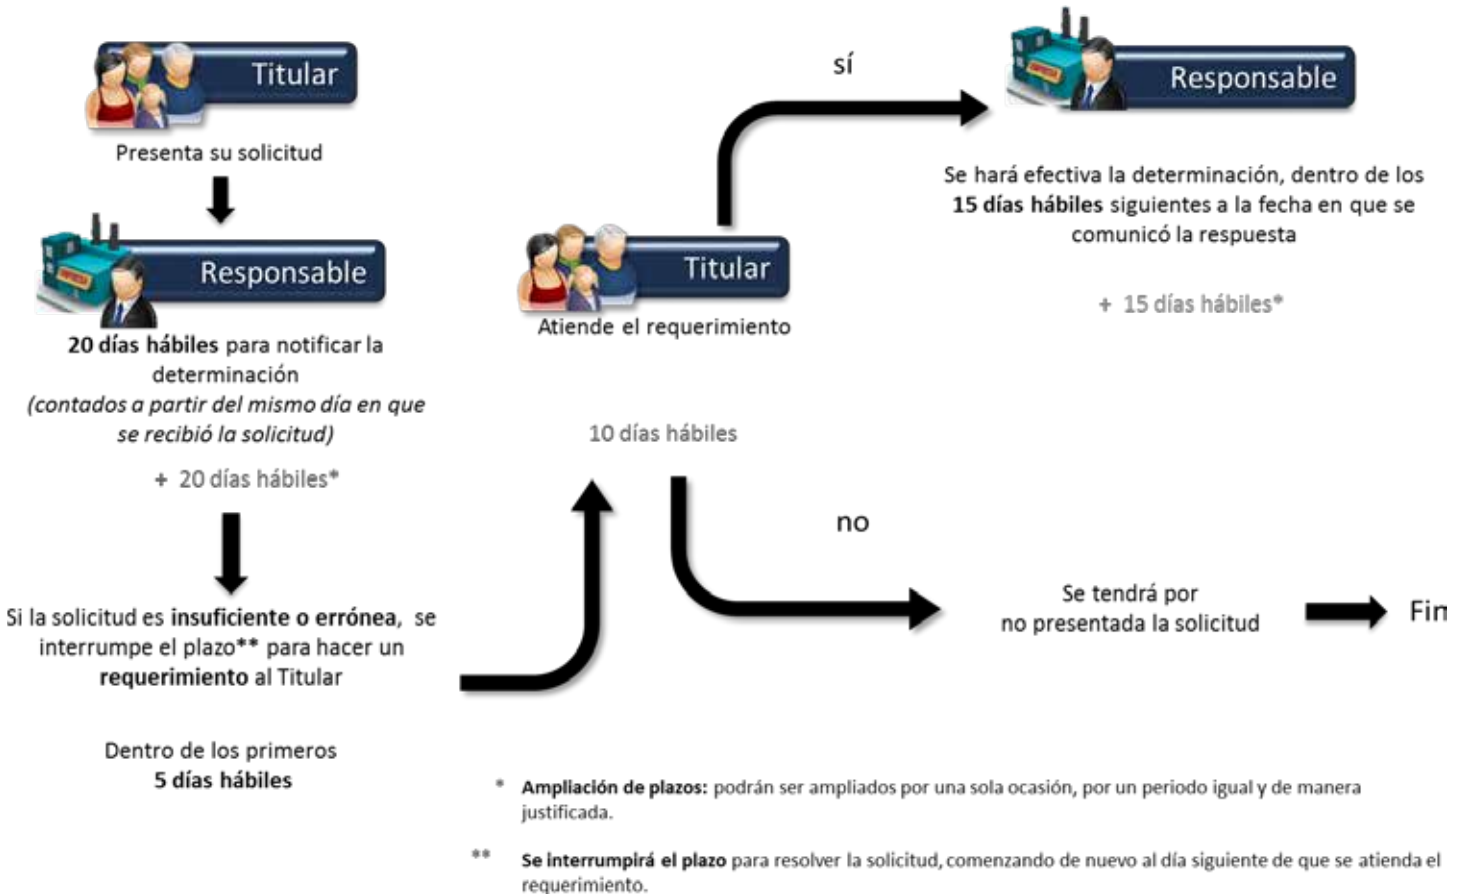 Titular
Presenta su solicitud
Responsable
20 días hábiles para notificar la
determinación
(contados a partir del mismo día en que
se recibió la solicitud)
+ 20 días hábiles*
Si la solicitud es insuficiente o errónea, se
interrumpe el plazo** para hacer un
requerimiento al Titular
Dentro de los primeros
5 días hábiles
Titular
Atiende el requerimiento
10 días hábiles
sí
Responsable
Se hará efectiva la determinación, dentro de los
15 días hábiles siguientes a la fecha en que se
comunicó la respuesta
+ 15 días hábiles*
no
Se tendrá por
no presentada la solicitud
Fin
* Ampliación de plazos: podrán ser ampliados por una sola ocasión, por un periodo igual y de manera
justificada.
** Se interrumpirá el plazo para resolver la solicitud, comenzando de nuevo al día siguiente de que se atienda el
requerimiento.